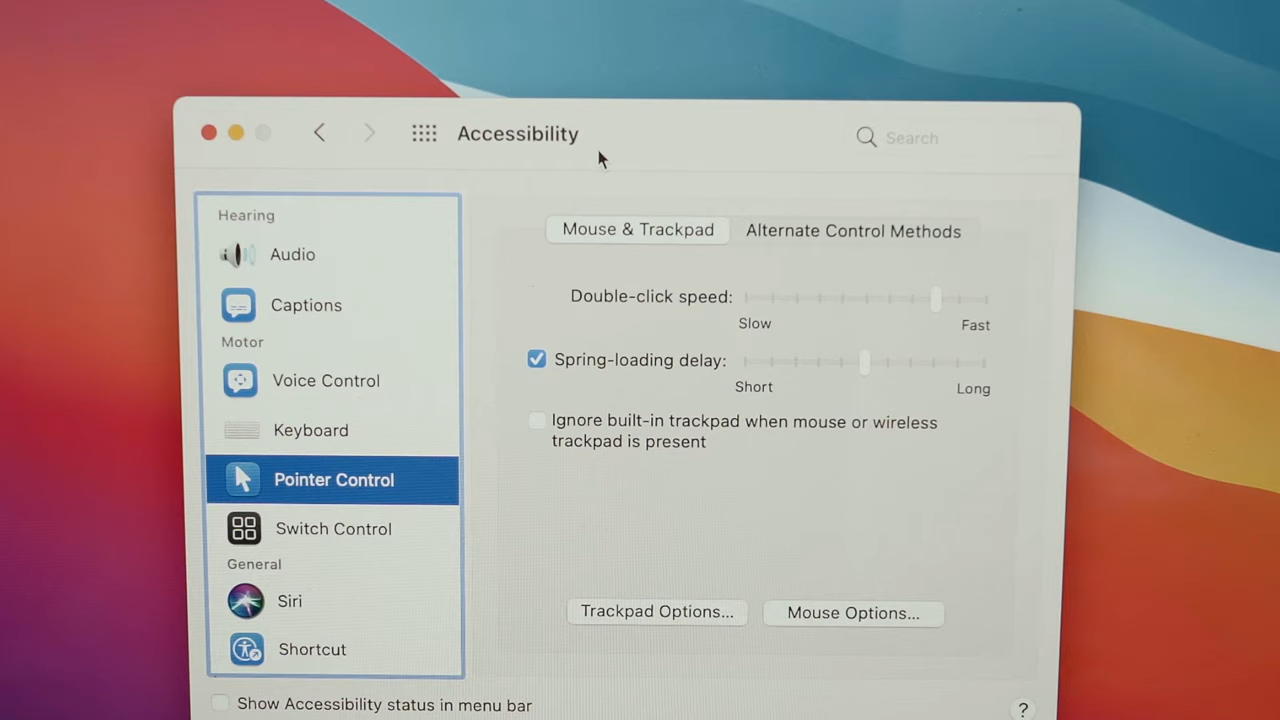 Accessibility
Search
Hearing
Audio
Captions
Motor
Voice Control
Keyboard
Pointer Control
Switch Control
General
Siri
Shortcut
Mouse & Trackpad
Alternate Control Methods
Double-click speed:
Slow
Fast
Spring-loading delay:
Short
Long
Ignore built-in trackpad when mouse or wireless
trackpad is present
Trackpad Options...
Mouse Options...
Show Accessibility status in menu bar
?